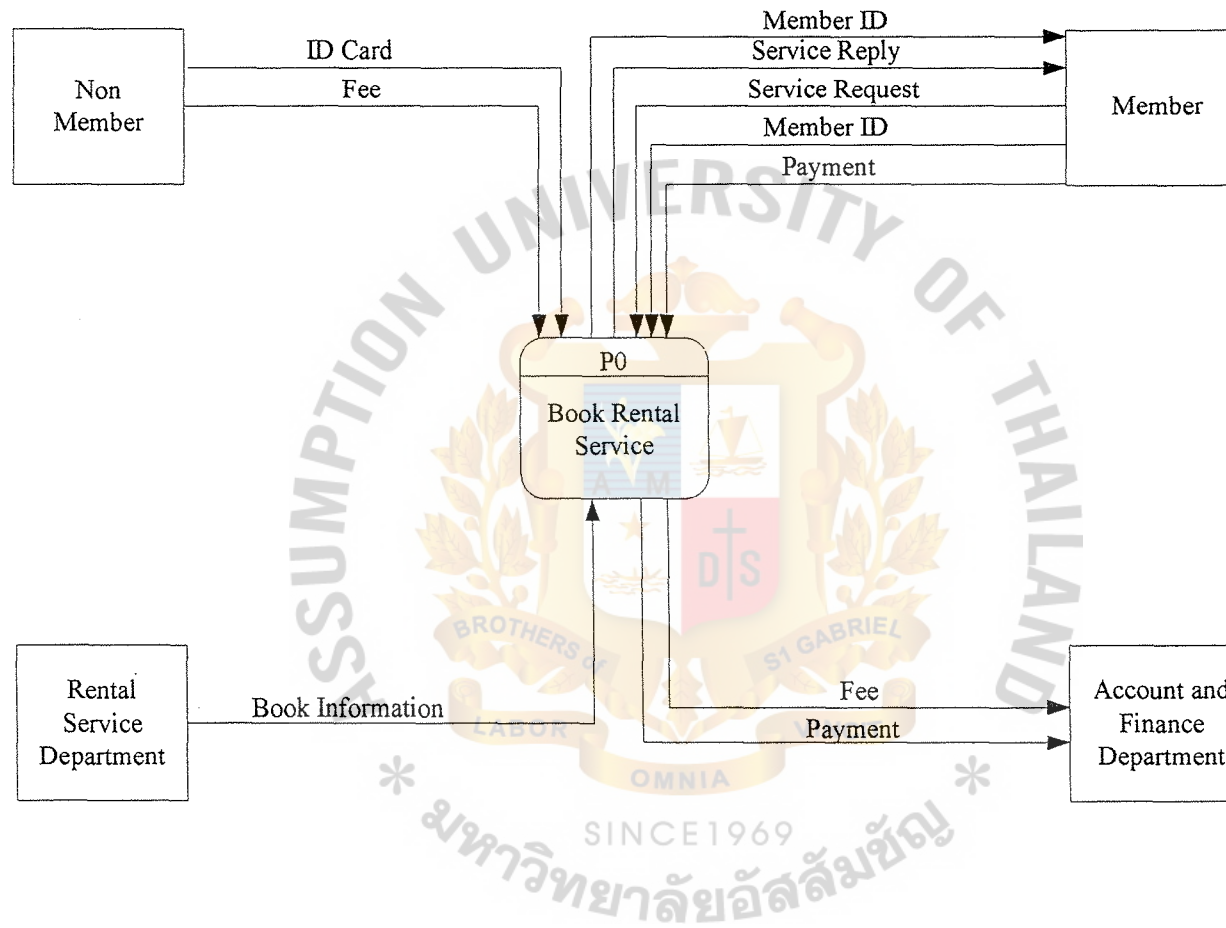 Non
Member
ID Card
Fee
Member ID
Service Reply
Service Request
Member ID
Payment
Member
ASSUMPTION UNIVERSITY OF THAILAND
P0
Book Rental
Service
A M
D S
BROTHERS of
S1 GABRIEL
Rental
Service
Department
Book Information
Fee
Payment
Account and
Finance
Department
LABOR
OMNIA
SINCE1969
* มหาวิทยาลัยอัสสัมชัญ *